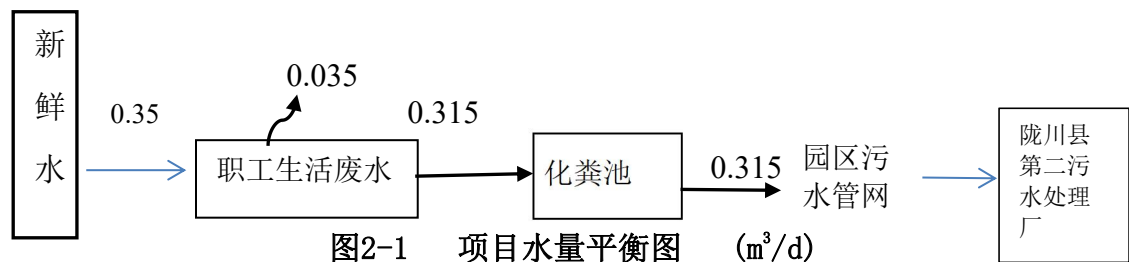 新
鲜
水
0.35
0.035
职工生活废水
0.315
化粪池
0.315
园区污
水管网
陇川县
第二污
水处理
厂
图2-1 项目水量平衡图 (m³/d)